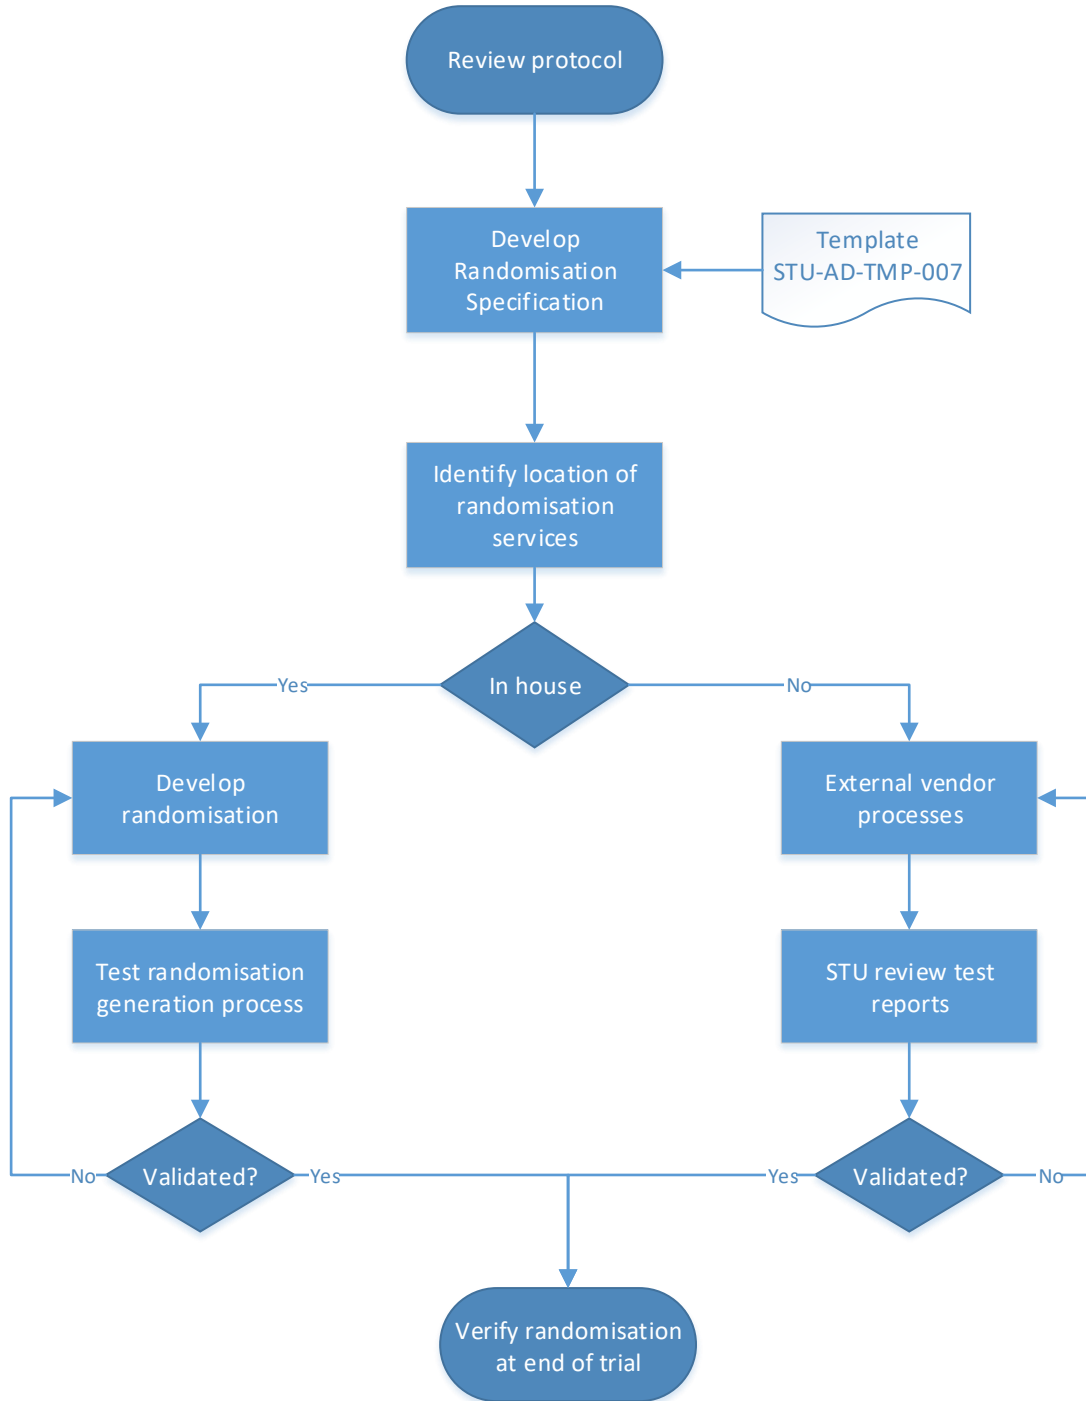 Review protocol
Develop
Randomisation
Specification
Template
STU-AD-TMP-007
Identify location of
randomisation
services
In house
Yes
No
Develop
randomisation
External vendor
processes
Test randomisation
generation process
STU review test
reports
No
Validated?
Yes
Yes
Validated?
No
Verify randomisation
at end of trial